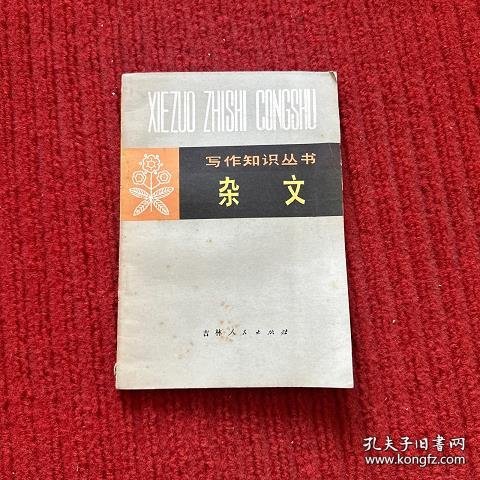 XIEZUO ZHISHI CONGSHU
写作知识丛书
杂文
吉林人民出版社
孔夫子旧书网
www.kongfz.com